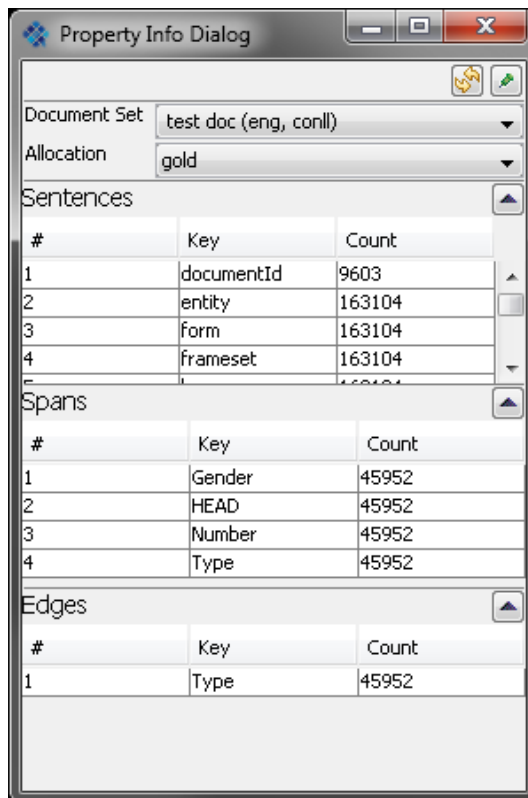 Property Info Dialog
Document Set test doc (eng, conll)
Allocation gold
Sentences
# Key Count
1 documentId 9603
2 entity 163104
3 form 163104
4 frameset 163104
Spans
# Key Count
1 Gender 45952
2 HEAD 45952
3 Number 45952
4 Type 45952
Edges
# Key Count
1 Type 45952